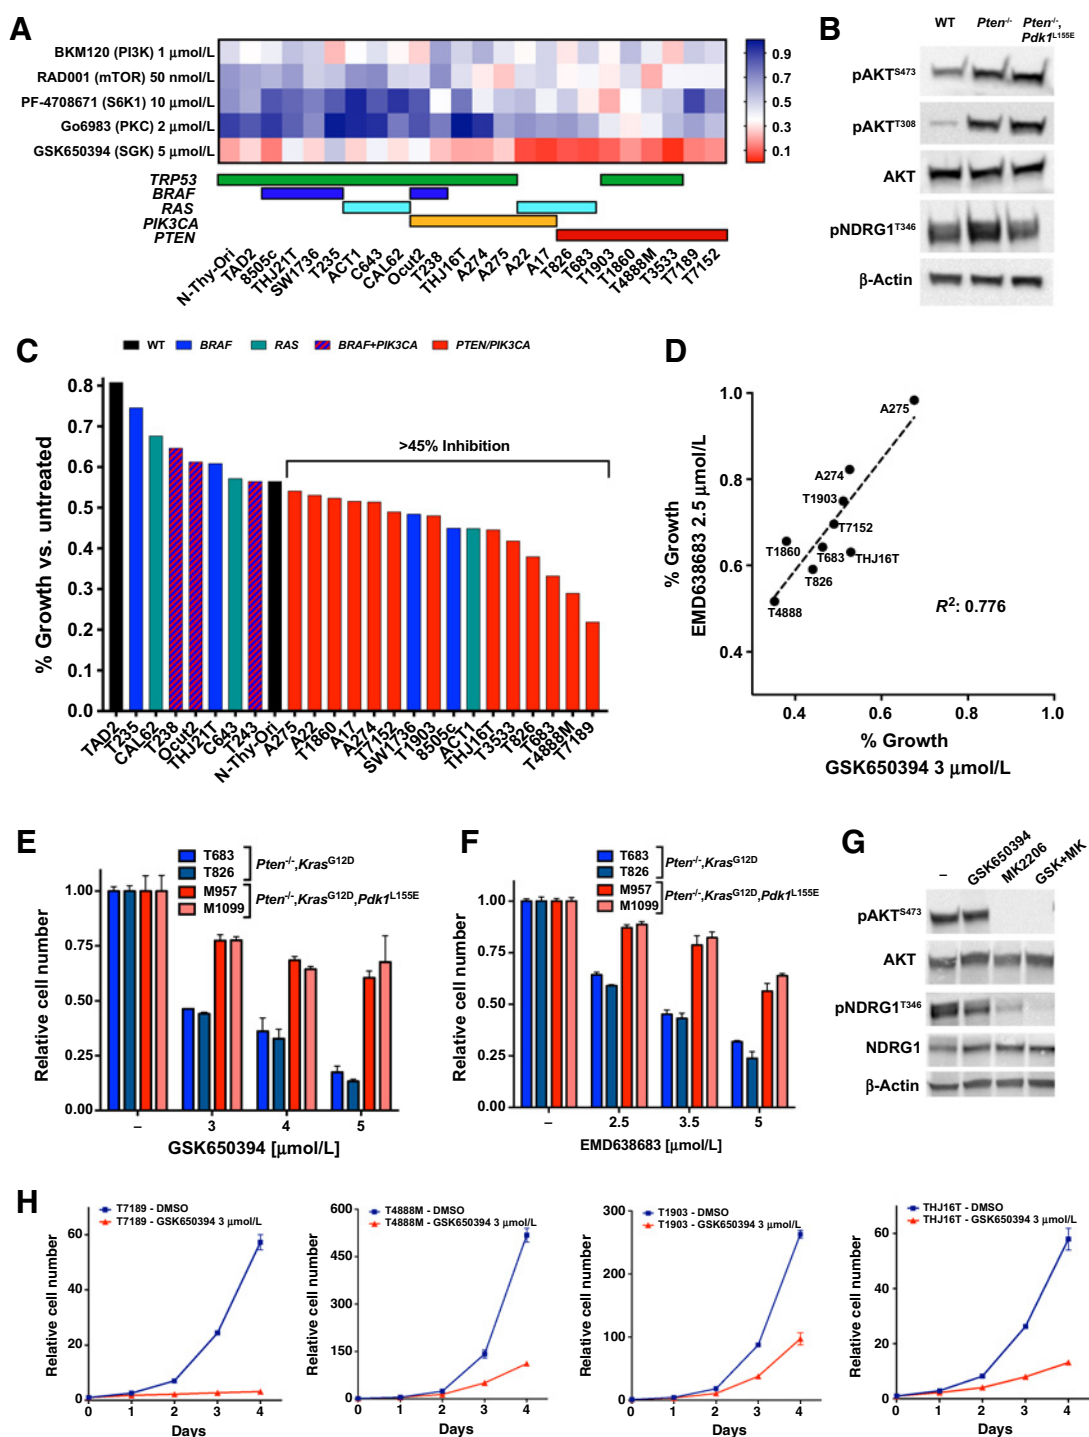 A
BKM120 (PI3K) 1 μmol/L
RAD001 (mTOR) 50 nmol/L
PF-4708671 (S6K1) 10 μmol/L
Go6983 (PKC) 2 μmol/L
GSK650394 (SGK) 5 μmol/L
0.9
0.7
0.5
0.3
0.1
TRP53
BRAF
RAS
PIK3CA
PTEN
N-Thy-Ori
TAD2
8505c
THJ21T
SW1736
T235
ACT1
C643
CAL62
Ocut2
T238
THJ16T
A274
A275
A22
A17
T826
T683
T1903
T1860
T4888M
T3533
T7189
T7152
B
WT Pten-/- Pten-/-,
Pdk1L155E
pAKTS473
pAKTT308
AKT
pNDRG1T346
β-Actin
C
WT BRAF RAS BRAF+PIK3CA PTEN/PIK3CA
% Growth vs. untreated
0.8
0.7
0.6
0.5
0.4
0.3
0.2
0.1
0.0
>45% Inhibition
TAD2
T235
CAL62
T238
Ocut2
THJ21T
C643
T243
N-Thy-Ori
A275
A22
T1860
A17
A274
T7152
SW1736
T1903
8505c
ACT1
THJ16T
T3533
T826
T683
T4888M
T7189
D
% Growth
EMD638683 2.5 μmol/L
1.0
0.8
0.6
0.4
A275
A274
T1903
T7152
T1860
T683
THJ16T
T826
T4888
R2: 0.776
0.4 0.6 0.8 1.0
% Growth
GSK650394 3 μmol/L
E
T683
T826
Pten-/-,KrasG12D
M957
M1099
Pten-/-,KrasG12D,Pdk1L155E
Relative cell number
1.00
0.75
0.50
0.25
0.00
– 3 4 5
GSK650394 [μmol/L]
F
T683
T826
Pten-/-,KrasG12D
M957
M1099
Pten-/-,KrasG12D,Pdk1L155E
Relative cell number
1.00
0.75
0.50
0.25
0.00
– 2.5 3.5 5
EMD638683 [μmol/L]
G
– GSK650394 MK2206 GSK+MK
pAKTS473
AKT
pNDRG1T346
NDRG1
β-Actin
H
T7189 - DMSO
T7189 - GSK650394 3 μmol/L
Relative cell number
60
40
20
0
0 1 2 3 4
Days
T4888M - DMSO
T4888M - GSK650394 3 μmol/L
Relative cell number
600
450
300
150
0
0 1 2 3 4
Days
T1903 - DMSO
T1903 - GSK650394 3 μmol/L
Relative cell number
300
200
100
0
0 1 2 3 4
Days
THJ16T - DMSO
THJ16T - GSK650394 3 μmol/L
Relative cell number
60
40
20
0
0 1 2 3 4
Days